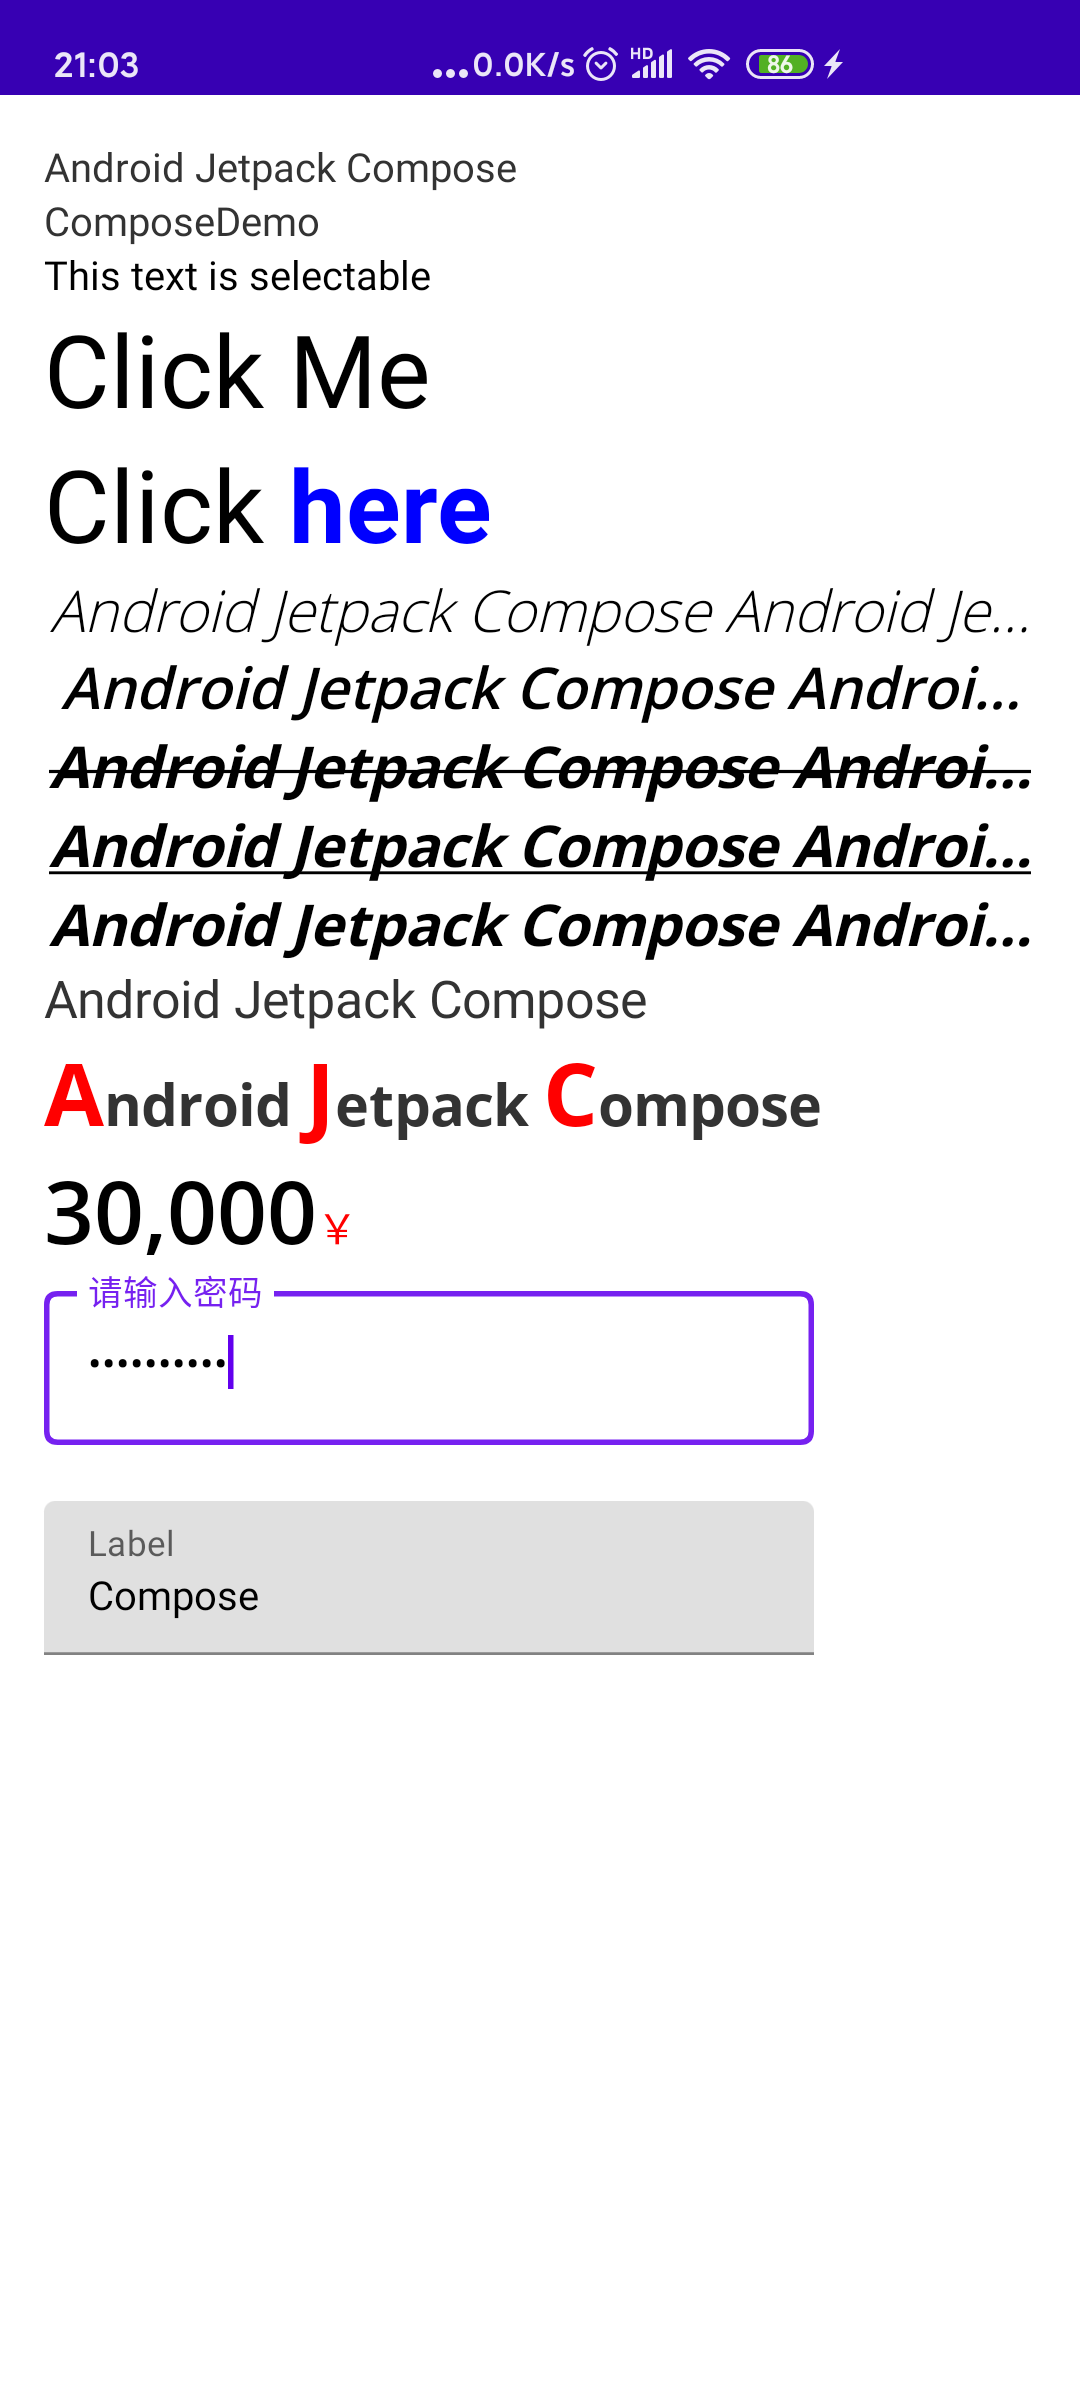 21:03
...0.0K/s HD 86
Android Jetpack Compose
ComposeDemo
This text is selectable
Click Me
Click here
Android Jetpack Compose Android Je...
Android Jetpack Compose Androi...
Android Jetpack Compose Androi...
Android Jetpack Compose Androi...
Android Jetpack Compose Androi...
Android Jetpack Compose
Android Jetpack Compose
30,000¥
请输入密码
••••••••••
Label
Compose